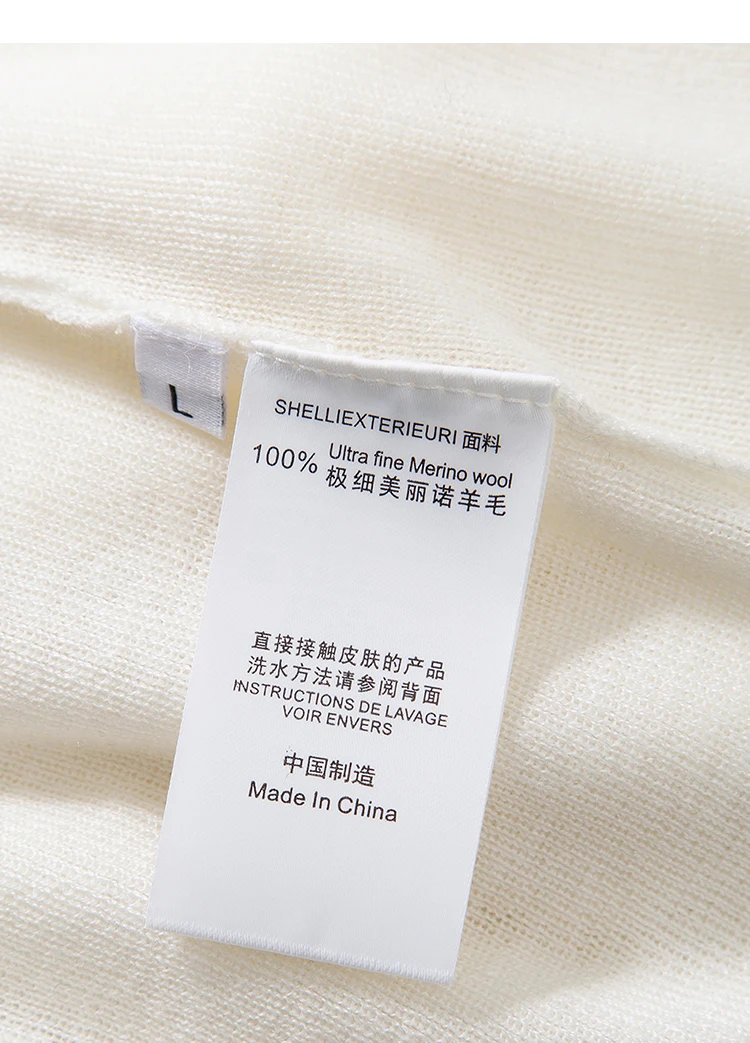 L
SHELLIEXTERIEURI 面料
100% Ultra fine Merino wool
极细美丽诺羊毛
直接接触皮肤的产品
洗水方法请参阅背面
INSTRUCTIONS DE LAVAGE
VOIR ENVERS
中国制造
Made In China